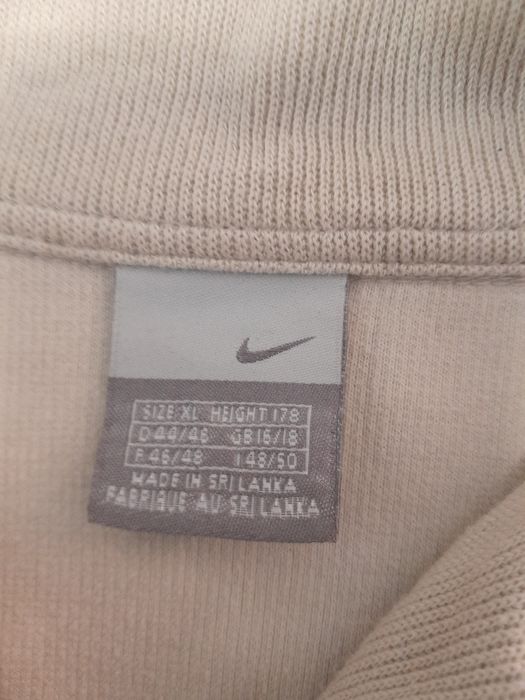 SIZE XL HEIGHT 178
D 44/46 GB 16/18
F 46/48 I 48/50
MADE IN SRI LANKA
FABRIQUE AU SRI LANKA